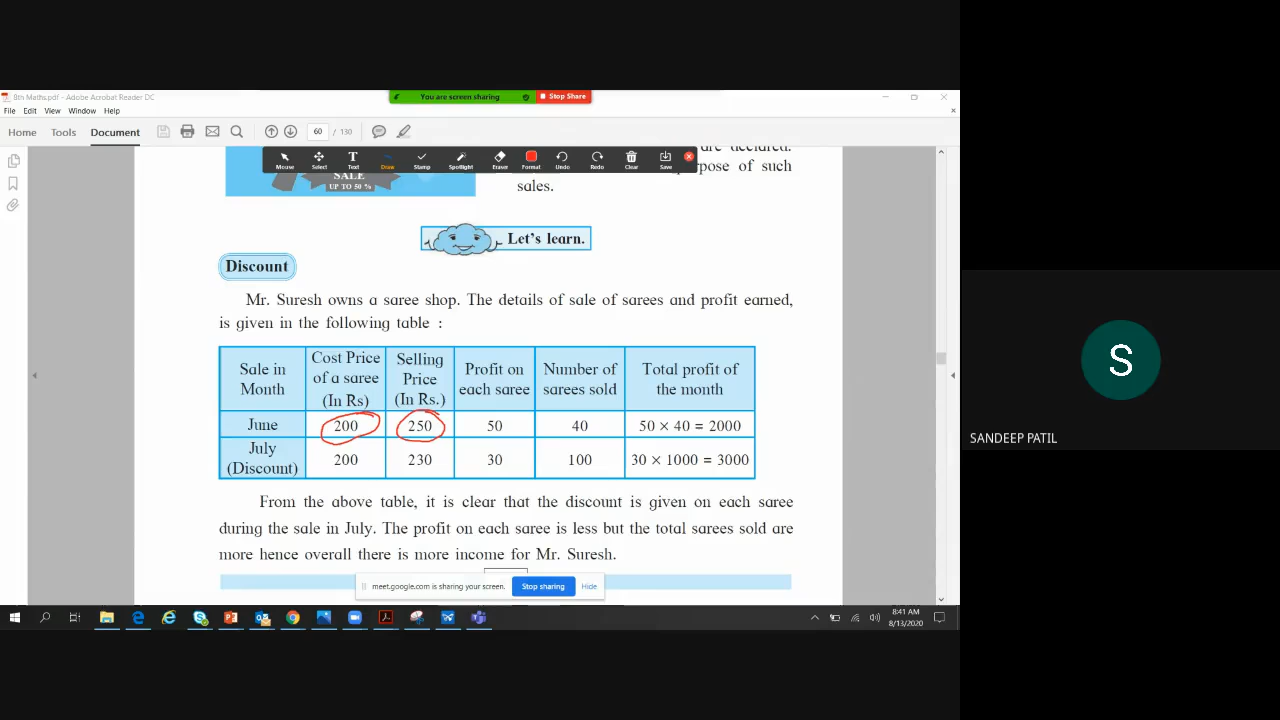 8th Maths.pdf - Adobe Acrobat Reader DC
You are screen sharing
Stop Share
File Edit View Window Help
Home Tools Document
60 / 130
Mouse Select Text Draw Stamp Spotlight Eraser Format Undo Redo Clear Save
are declared.
pose of such
sales.
SALE
UP TO 50 %
Let's learn.
Discount
Mr. Suresh owns a saree shop. The details of sale of sarees and profit earned,
is given in the following table :
Sale in Month Cost Price of a saree (In Rs) Selling Price (In Rs.) Profit on each saree Number of sarees sold Total profit of the month
June 200 250 50 40 50 × 40 = 2000
July (Discount) 200 230 30 100 30 × 1000 = 3000
From the above table, it is clear that the discount is given on each saree
during the sale in July. The profit on each saree is less but the total sarees sold are
more hence overall there is more income for Mr. Suresh.
meet.google.com is sharing your screen.
Stop sharing
Hide
8:41 AM
8/13/2020
S
SANDEEP PATIL